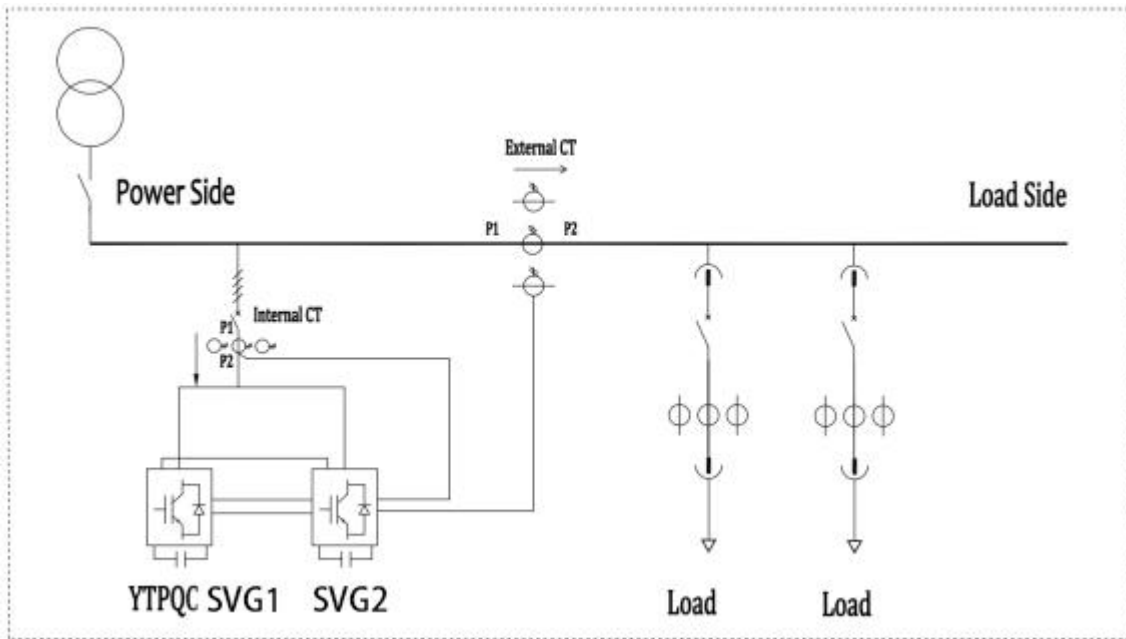 External CT
Power Side
Load Side
P1 P2
Internal CT
P1
P2
YTPQC SVG1 SVG2
Load
Load